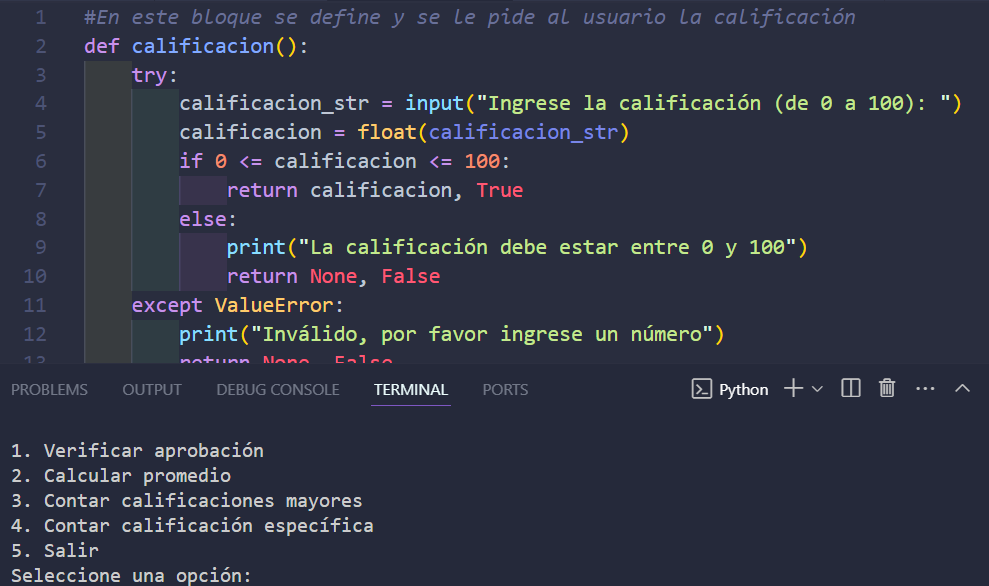 1 #En este bloque se define y se le pide al usuario la calificación
2 def calificacion():
3 try:
4 calificacion_str = input("Ingrese la calificación (de 0 a 100): ")
5 calificacion = float(calificacion_str)
6 if 0 <= calificacion <= 100:
7 return calificacion, True
8 else:
9 print("La calificación debe estar entre 0 y 100")
10 return None, False
11 except ValueError:
12 print("Inválido, por favor ingrese un número")
13 return None, False
PROBLEMS OUTPUT DEBUG CONSOLE TERMINAL PORTS Python
1. Verificar aprobación
2. Calcular promedio
3. Contar calificaciones mayores
4. Contar calificación específica
5. Salir
Seleccione una opción: